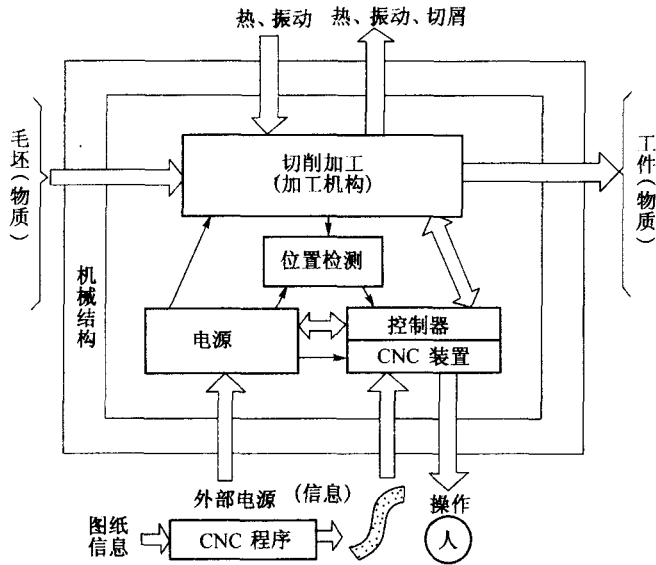 热、振动
热、振动、切屑
毛坯(物质)
切削加工
(加工机构)
工件(物质)
位置检测
机械结构
电源
控制器
CNC 装置
外部电源
(信息)
操作
图纸
信息
CNC 程序
人